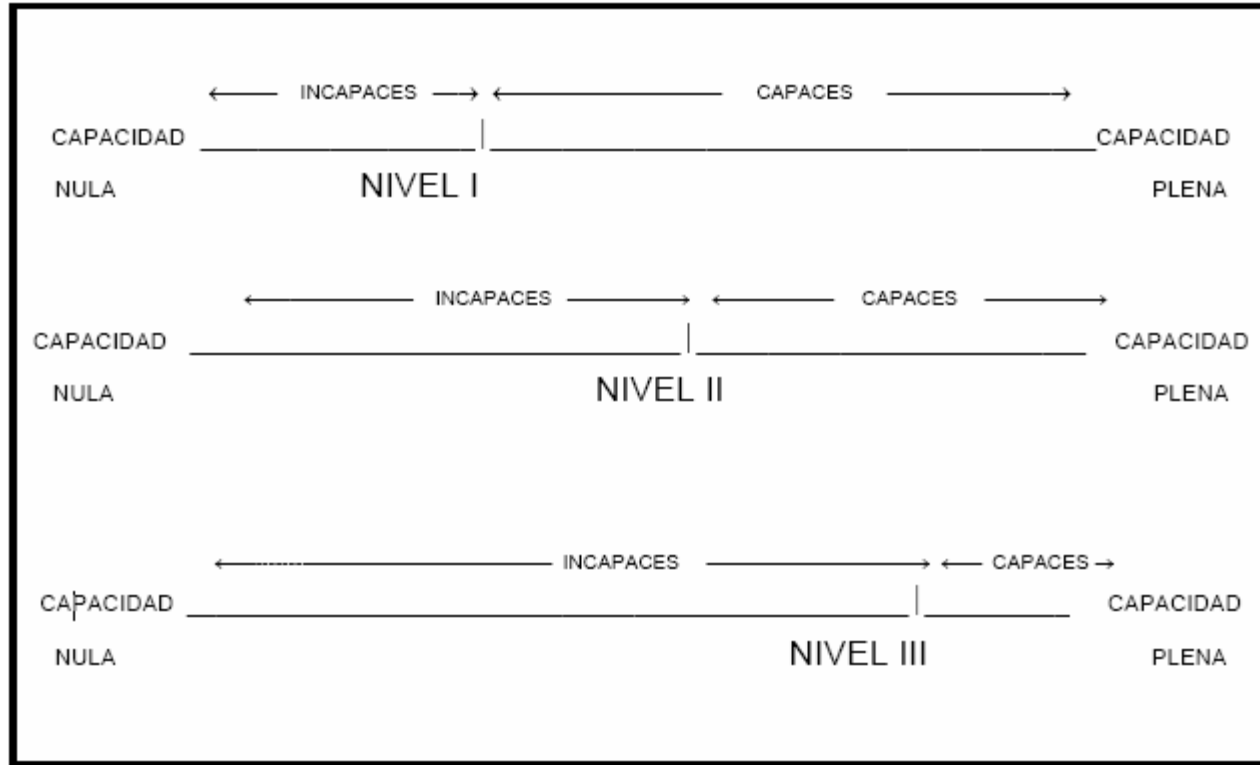 INCAPACES CAPACES
CAPACIDAD CAPACIDAD
NULA NIVEL I PLENA
INCAPACES CAPACES
CAPACIDAD CAPACIDAD
NULA NIVEL II PLENA
INCAPACES CAPACES
CAPACIDAD CAPACIDAD
NULA NIVEL III PLENA